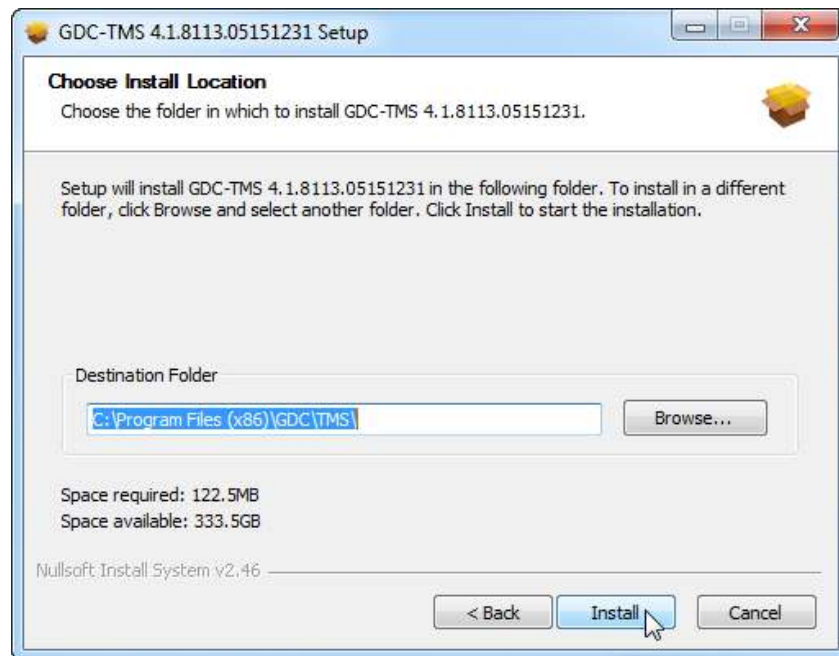 GDC-TMS 4.1.8113.05151231 Setup
Choose Install Location
Choose the folder in which to install GDC-TMS 4.1.8113.05151231.
Setup will install GDC-TMS 4.1.8113.05151231 in the following folder. To install in a different
folder, click Browse and select another folder. Click Install to start the installation.
Destination Folder
C:\Program Files (x86)\GDC\TMS\
Browse...
Space required: 122.5MB
Space available: 333.5GB
Nullsoft Install System v2.46
< Back
Install
Cancel